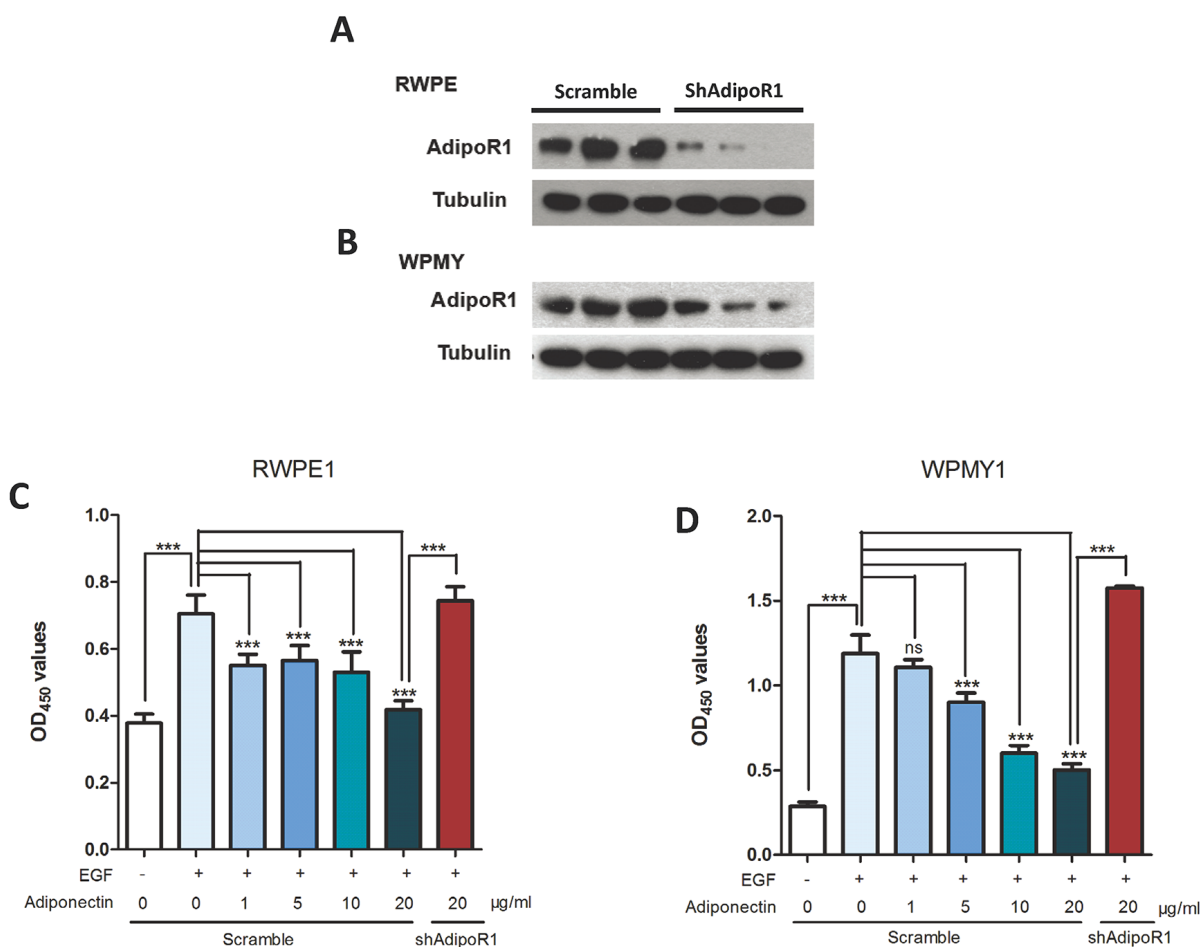 A
RWPE
Scramble ShAdipoR1
AdipoR1
Tubulin
B
WPMY
AdipoR1
Tubulin
C
RWPE1
OD450 values
1.0
0.8
0.6
0.4
0.2
0.0
*** ***
*** *** *** ***
EGF - + + + + + +
Adiponectin 0 0 1 5 10 20 20 µg/ml
Scramble shAdipoR1
D
WPMY1
OD450 values
2.0
1.5
1.0
0.5
0.0
*** ***
ns *** *** ***
EGF - + + + + + +
Adiponectin 0 0 1 5 10 20 20 µg/ml
Scramble shAdipoR1